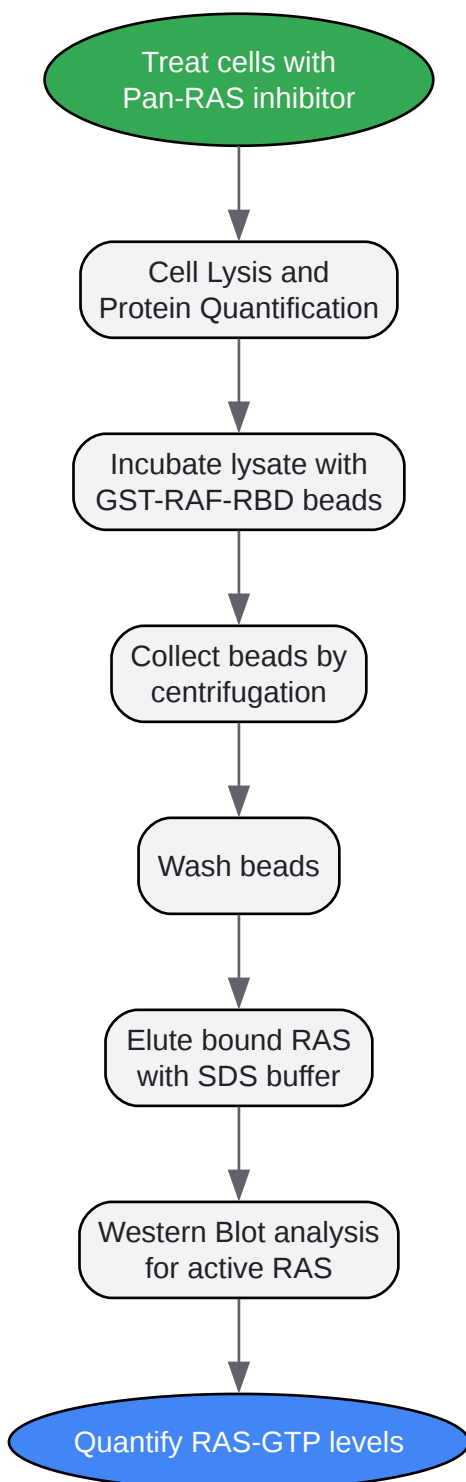 Treat cells with
Pan-RAS inhibitor
Cell Lysis and
Protein Quantification
Incubate lysate with
GST-RAF-RBD beads
Collect beads by
centrifugation
Wash beads
Elute bound RAS
with SDS buffer
Western Blot analysis
for active RAS
Quantify RAS-GTP levels